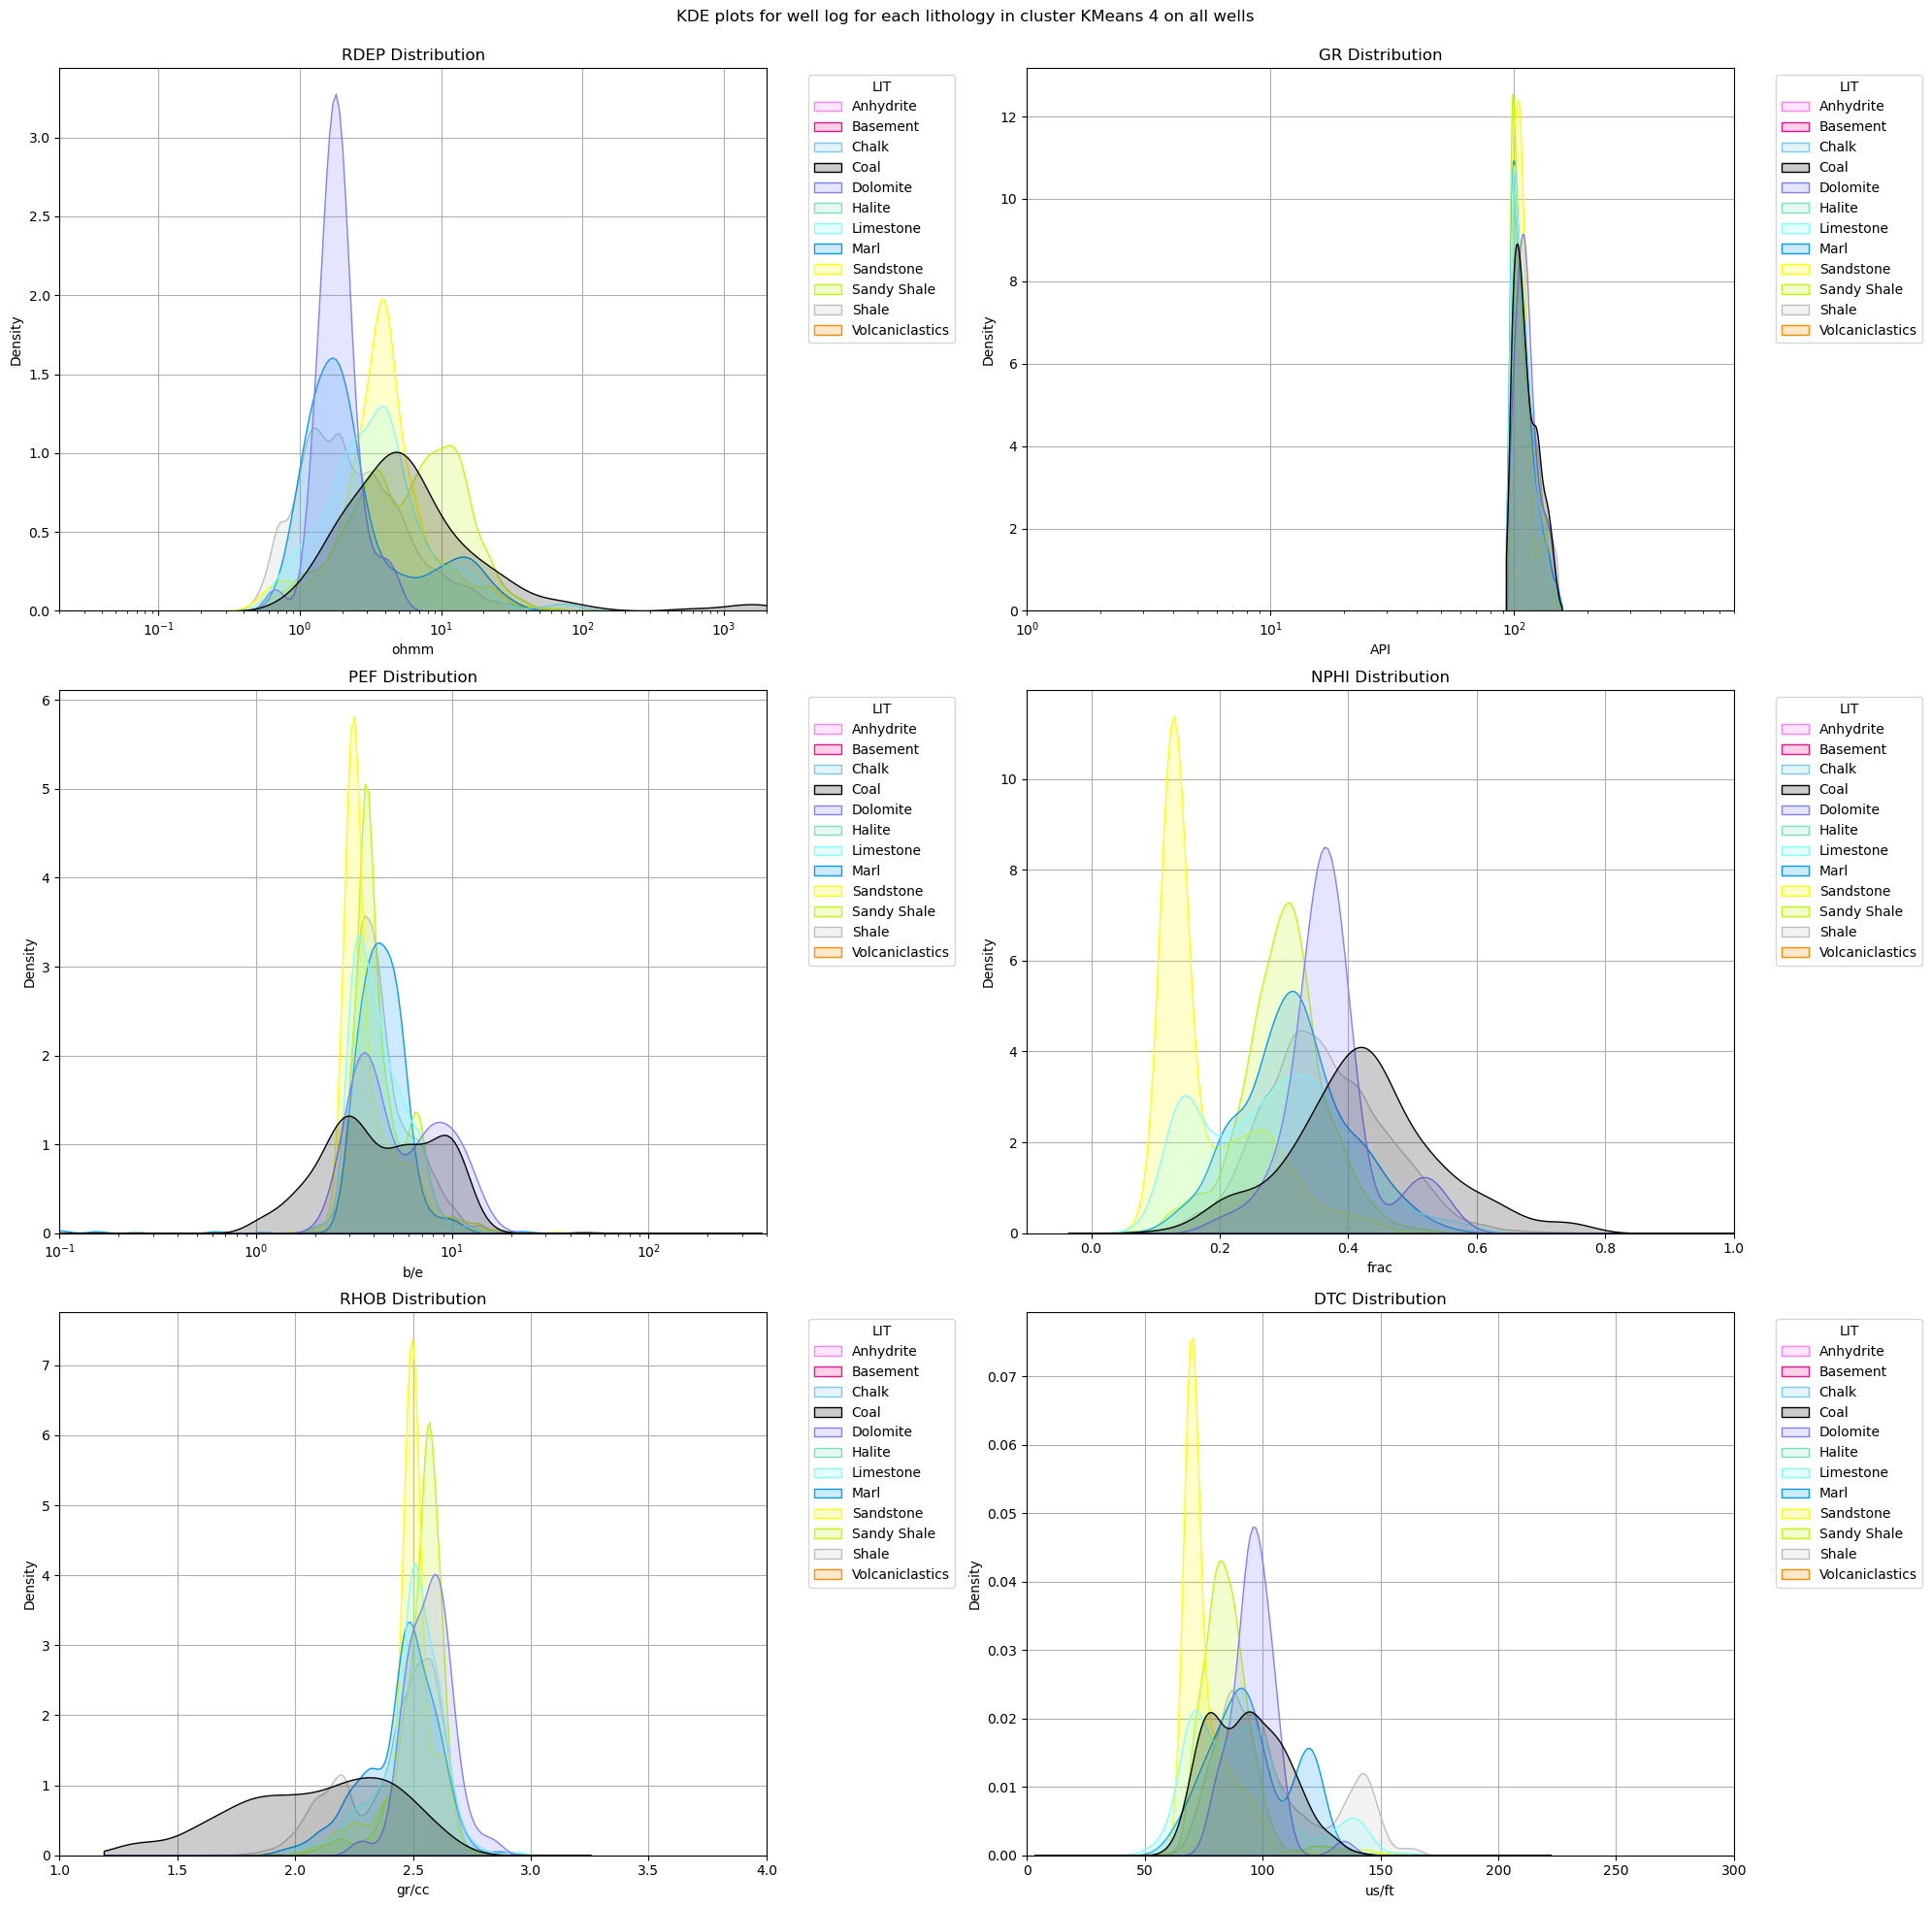 KDE plots for well log for each lithology in cluster KMeans 4 on all wells
RDEP Distribution
Density
3.0
2.5
2.0
1.5
1.0
0.5
0.0
10⁻¹
10⁰
10¹
10²
10³
ohmm
LIT
Anhydrite
Basement
Chalk
Coal
Dolomite
Halite
Limestone
Marl
Sandstone
Sandy Shale
Shale
Volcaniclastics
GR Distribution
Density
12
10
8
6
4
2
0
10⁰
10¹
10²
API
LIT
Anhydrite
Basement
Chalk
Coal
Dolomite
Halite
Limestone
Marl
Sandstone
Sandy Shale
Shale
Volcaniclastics
PEF Distribution
Density
6
5
4
3
2
1
0
10⁻¹
10⁰
10¹
10²
b/e
LIT
Anhydrite
Basement
Chalk
Coal
Dolomite
Halite
Limestone
Marl
Sandstone
Sandy Shale
Shale
Volcaniclastics
NPHI Distribution
Density
10
8
6
4
2
0
0.0
0.2
0.4
0.6
0.8
1.0
frac
LIT
Anhydrite
Basement
Chalk
Coal
Dolomite
Halite
Limestone
Marl
Sandstone
Sandy Shale
Shale
Volcaniclastics
RHOB Distribution
Density
7
6
5
4
3
2
1
0
1.0
1.5
2.0
2.5
3.0
3.5
4.0
gr/cc
LIT
Anhydrite
Basement
Chalk
Coal
Dolomite
Halite
Limestone
Marl
Sandstone
Sandy Shale
Shale
Volcaniclastics
DTC Distribution
Density
0.07
0.06
0.05
0.04
0.03
0.02
0.01
0.00
0
50
100
150
200
250
300
us/ft
LIT
Anhydrite
Basement
Chalk
Coal
Dolomite
Halite
Limestone
Marl
Sandstone
Sandy Shale
Shale
Volcaniclastics